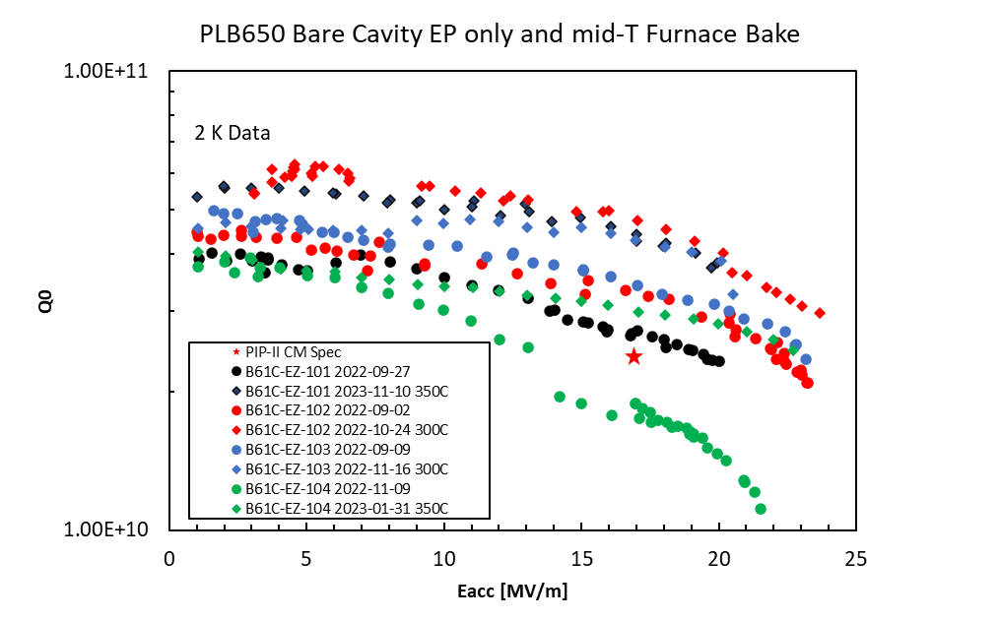 PLB650 Bare Cavity EP only and mid-T Furnace Bake
1.00E+11
2 K Data
Q0
PIP-II CM Spec
B61C-EZ-101 2022-09-27
B61C-EZ-101 2023-11-10 350C
B61C-EZ-102 2022-09-02
B61C-EZ-102 2022-10-24 300C
B61C-EZ-103 2022-09-09
B61C-EZ-103 2022-11-16 300C
B61C-EZ-104 2022-11-09
B61C-EZ-104 2023-01-31 350C
1.00E+10
0 5 10 15 20 25
Eacc [MV/m]